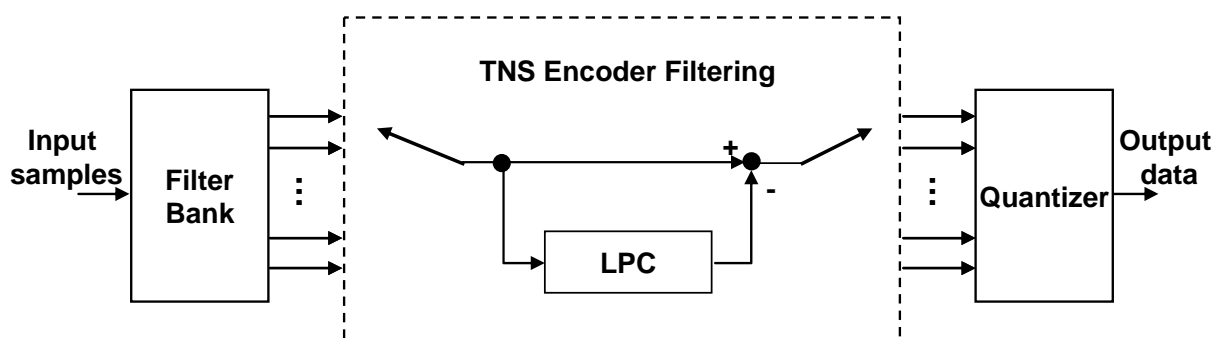 TNS Encoder Filtering
Input
samples
Filter
Bank
...
+
-
LPC
...
Quantizer
Output
data